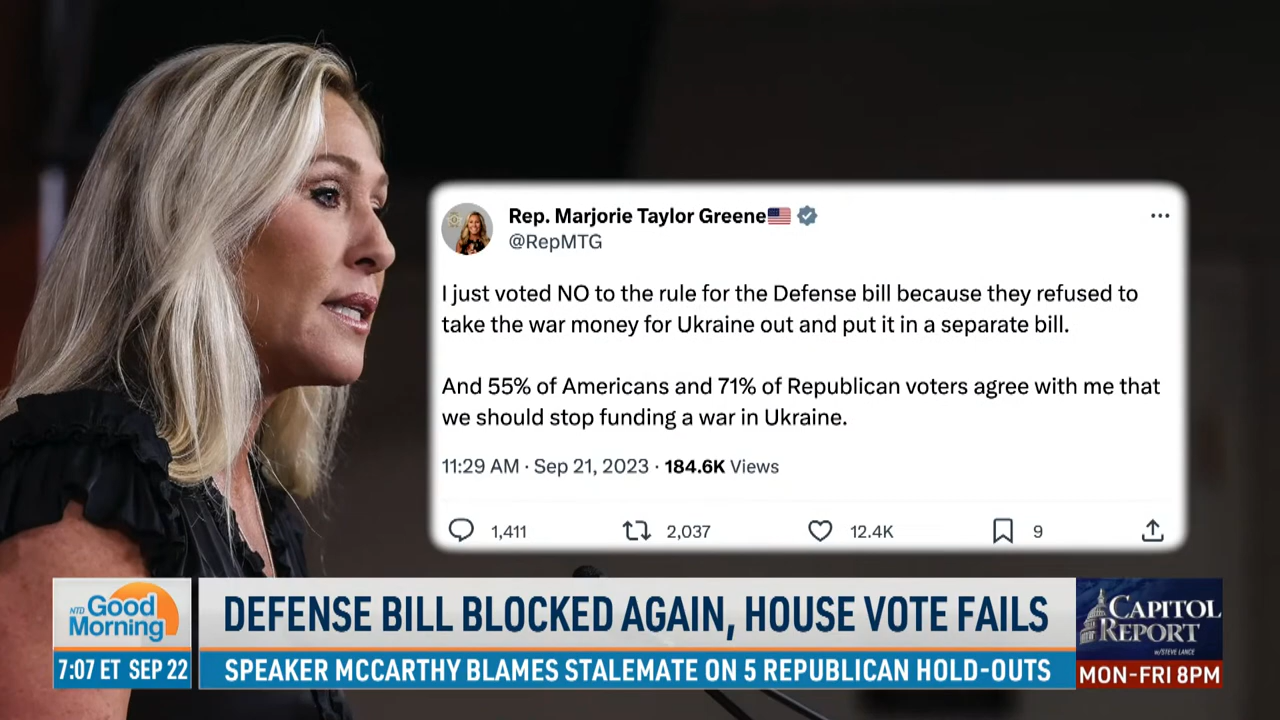 Rep. Marjorie Taylor Greene🇺🇸
@RepMTG
I just voted NO to the rule for the Defense bill because they refused to
take the war money for Ukraine out and put it in a separate bill.
And 55% of Americans and 71% of Republican voters agree with me that
we should stop funding a war in Ukraine.
11:29 AM · Sep 21, 2023 · 184.6K Views
1,411 2,037 12.4K 9
NTD Good
Morning
7:07 ET SEP 22
DEFENSE BILL BLOCKED AGAIN, HOUSE VOTE FAILS
SPEAKER MCCARTHY BLAMES STALEMATE ON 5 REPUBLICAN HOLD-OUTS
CAPITOL
REPORT
W/STEVE LANCE
MON-FRI 8PM